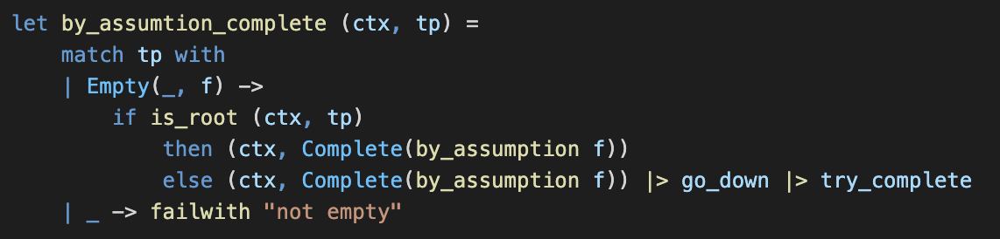 let by_assumtion_complete (ctx, tp) =
    match tp with
    | Empty(_, f) ->
        if is_root (ctx, tp)
            then (ctx, Complete(by_assumption f))
            else (ctx, Complete(by_assumption f)) |> go_down |> try_complete
    | _ -> failwith "not empty"